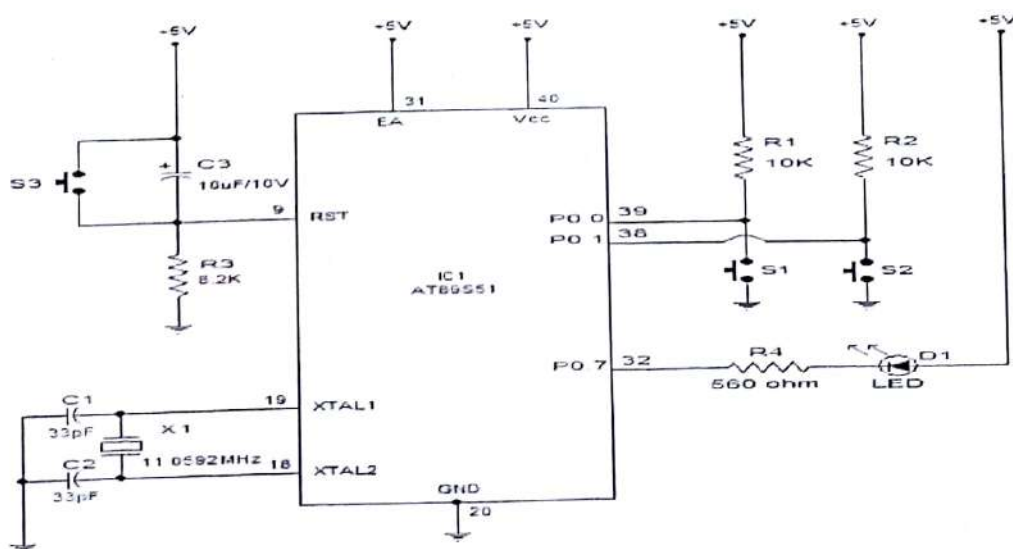 +5V
+5V
+5V
+5V
+5V
+5V
31
40
EA
Vcc
R1
10K
R2
10K
S3
+
C3
10uF/10V
9
RST
P0 0
39
P0 1
38
R3
8.2K
IC1
AT89S51
S1
S2
P0 7
32
R4
560 ohm
D1
LED
C1
33pF
19
XTAL1
X1
11 0592MHz
C2
33pF
18
XTAL2
GND
20